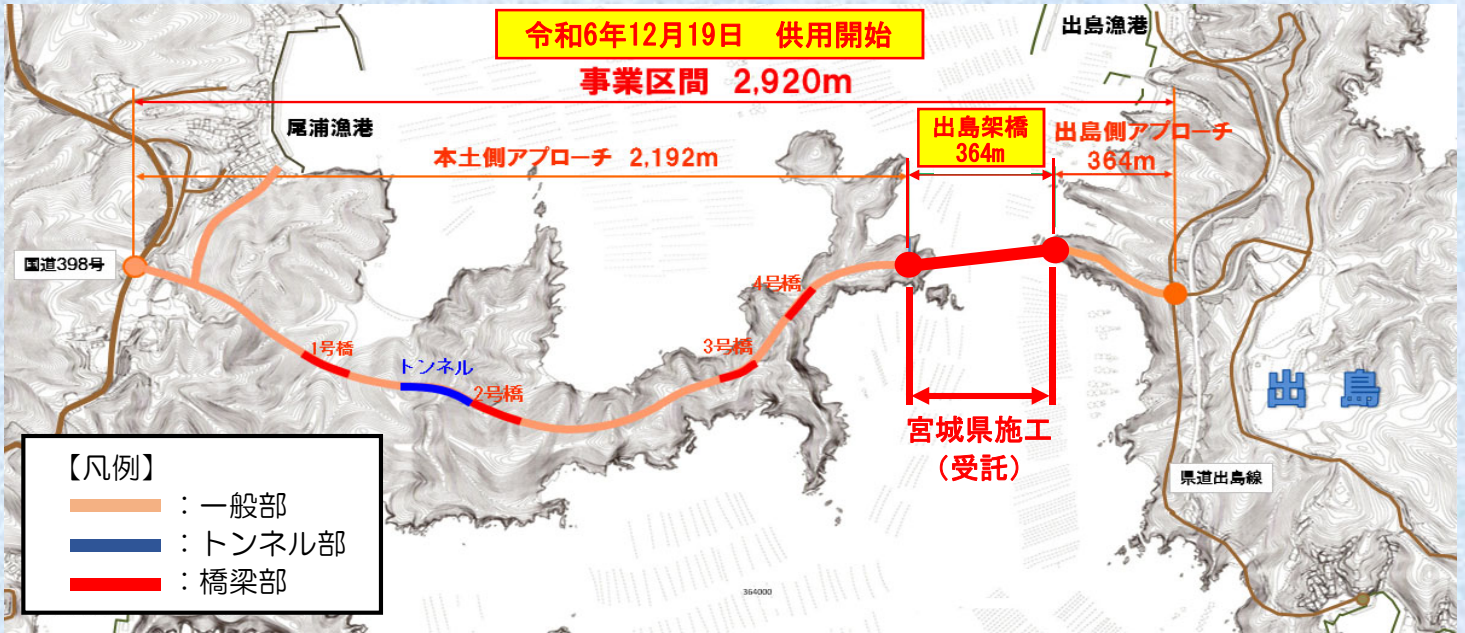 令和6年12月19日 供用開始
事業区間 2,920m
出島漁港
尾浦漁港
本土側アプローチ 2,192m
出島架橋
364m
出島側アプローチ
364m
国道398号
4号橋
3号橋
1号橋
トンネル
2号橋
出島
宮城県施工
(受託)
県道出島線
【凡例】
:一般部
:トンネル部
:橋梁部
364000